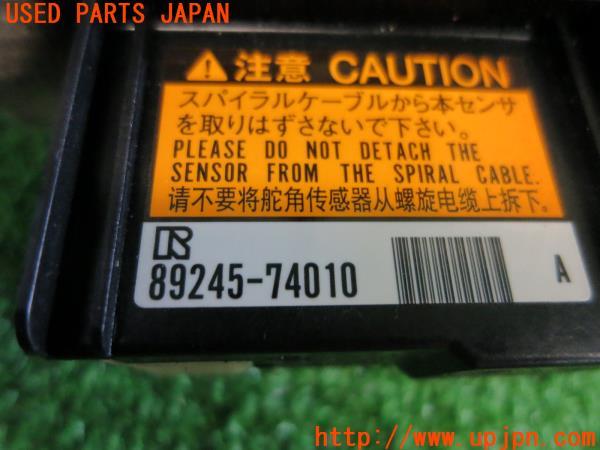 USED PARTS JAPAN
注意 CAUTION
スパイラルケーブルから本センサ
を取りはずさないで下さい。
PLEASE DO NOT DETACH THE
SENSOR FROM THE SPIRAL CABLE.
请不要将舵角传感器从螺旋电缆上拆下。
R
89245-74010
A
http://www.upjpn.com